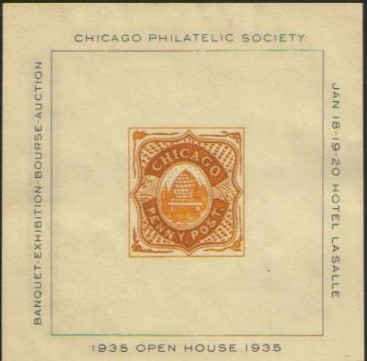 CHICAGO PHILATELIC SOCIETY
BANQUET-EXHIBITION-BOURSE-AUCTION
JAN 18-19-20 HOTEL LASALLE
CHICAGO
PENNY POST
1935 OPEN HOUSE 1935